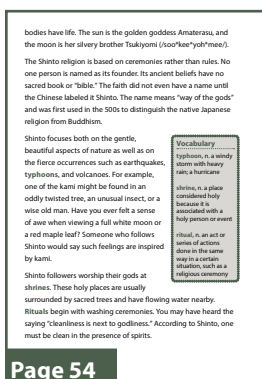 bodies have life. The sun is the golden goddess Amaterasu, and
the moon is her silvery brother Tsukiyomi (/soo*kee*yoh*mee/).
The Shinto religion is based on ceremonies rather than rules. No
one person is named as its founder. Its ancient beliefs have no
sacred book or “bible.” The faith did not even have a name until
the Chinese labeled it Shinto. The name means “way of the gods”
and was first used in the 500s to distinguish the native Japanese
religion from Buddhism.
Shinto focuses both on the gentle,
beautiful aspects of nature as well as on
the fierce occurrences such as earthquakes,
typhoons, and volcanoes. For example,
one of the kami might be found in an
oddly twisted tree, an unusual insect, or a
wise old man. Have you ever felt a sense
of awe when viewing a full white moon or
a red maple leaf? Someone who follows
Shinto would say such feelings are inspired
by kami.
Shinto followers worship their gods at
shrines. These holy places are usually
surrounded by sacred trees and have flowing water nearby.
Rituals begin with washing ceremonies. You may have heard the
saying “cleanliness is next to godliness.” According to Shinto, one
must be clean in the presence of spirits.
Vocabulary
typhoon, n. a windy
storm with heavy
rain; a hurricane
shrine, n. a place
considered holy
because it is
associated with a
holy person or event
ritual, n. an act or
series of actions
done in the same
way in a certain
situation, such as a
religious ceremony
Page 54